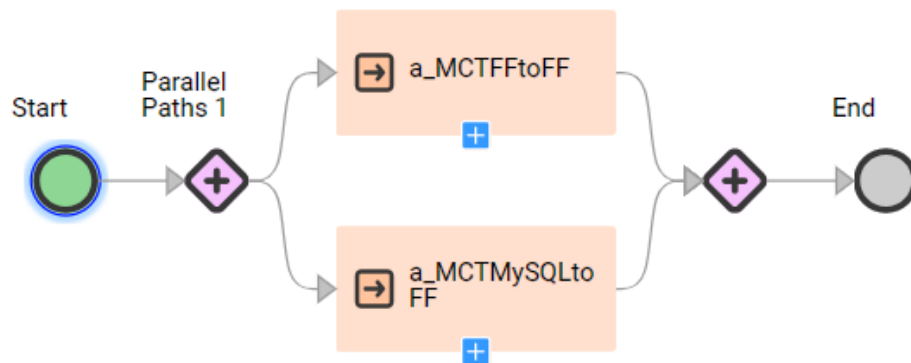 Start
Parallel
Paths 1
a_MCTFFtoFF
a_MCTMySQLto
FF
End